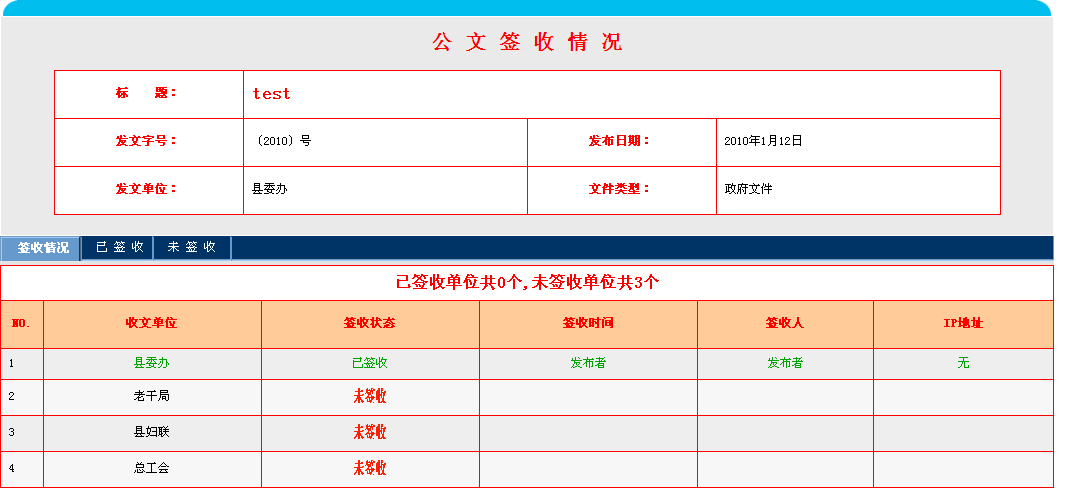 公 文 签 收 情 况
标 题： test
发文字号： （2010）号 发布日期： 2010年1月12日
发文单位： 县委办 文件类型： 政府文件
签收情况 已 签 收 未 签 收
已签收单位共0个,未签收单位共3个
NO. 收文单位 签收状态 签收时间 签收人 IP地址
1 县委办 已签收 发布者 发布者 无
2 老干局 未签收
3 县妇联 未签收
4 总工会 未签收